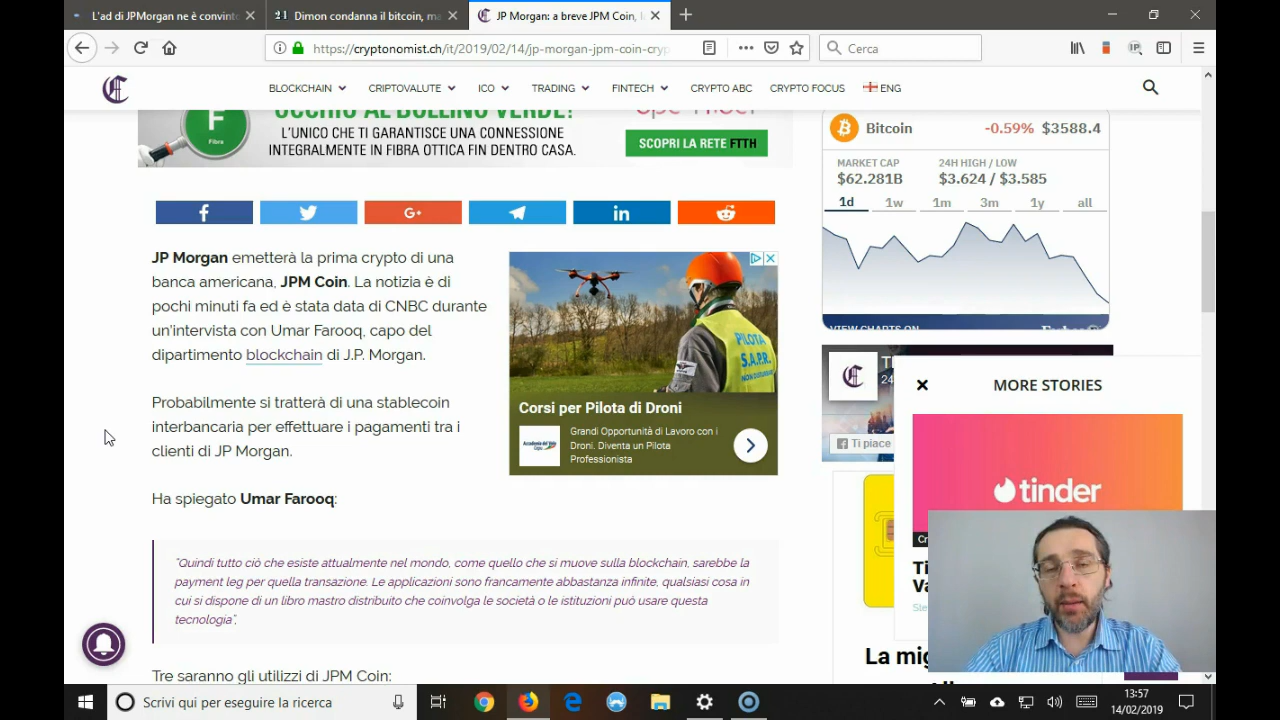 L'ad di JPMorgan ne è convinto
Dimon condanna il bitcoin, ma
JP Morgan: a breve JPM Coin, l
https://cryptonomist.ch/it/2019/02/14/jp-morgan-jpm-coin-cryp
Cerca
BLOCKCHAIN
CRIPTOVALUTE
ICO
TRADING
FINTECH
CRYPTO ABC
CRYPTO FOCUS
ENG
OCCHIO AL BOLLINO VERDE!
F
Fibra
L'UNICO CHE TI GARANTISCE UNA CONNESSIONE
INTEGRALMENTE IN FIBRA OTTICA FIN DENTRO CASA.
SCOPRI LA RETE FTTH
Bitcoin
-0.59%
$3588.4
MARKET CAP
$62.281B
24H HIGH / LOW
$3.624 / $3.585
1d
1w
1m
3m
1y
all
VIEW CHARTS ON
Forbes
JP Morgan emetterà la prima crypto di una
banca americana, JPM Coin. La notizia è di
pochi minuti fa ed è stata data di CNBC durante
un'intervista con Umar Farooq, capo del
dipartimento blockchain di J.P. Morgan.
Probabilmente si tratterà di una stablecoin
interbancaria per effettuare i pagamenti tra i
clienti di JP Morgan.
PILOTA
S.A.P.R.
Corsi per Pilota di Droni
Grandi Opportunità di Lavoro con i
Droni. Diventa un Pilota
Professionista
24
Ti piace
MORE STORIES
tinder
Ti
Va
Ste
La mig
Ha spiegato Umar Farooq:
"Quindi tutto ciò che esiste attualmente nel mondo, come quello che si muove sulla blockchain, sarebbe la
payment leg per quella transazione. Le applicazioni sono francamente abbastanza infinite, qualsiasi cosa in
cui si dispone di un libro mastro distribuito che coinvolga le società o le istituzioni può usare questa
tecnologia",
Tre saranno gli utilizzi di JPM Coin:
Scrivi qui per eseguire la ricerca
13:57
14/02/2019